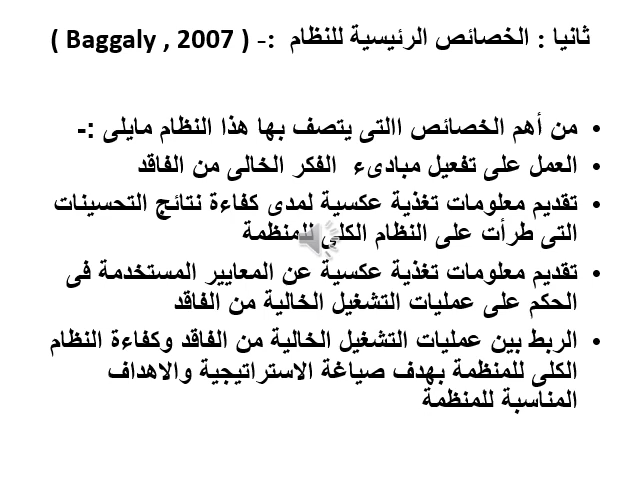 ثانيا : الخصائص الرئيسية للنظام :- ( Baggaly , 2007 )
• من أهم الخصائص االتى يتصف بها هذا النظام مايلى :-
• العمل على تفعيل مبادىء الفكر الخالى من الفاقد
• تقديم معلومات تغذية عكسية لمدى كفاءة نتائج التحسينات
التى طرأت على النظام الكلي للمنظمة
• تقديم معلومات تغذية عكسية عن المعايير المستخدمة فى
الحكم على عمليات التشغيل الخالية من الفاقد
• الربط بين عمليات التشغيل الخالية من الفاقد وكفاءة النظام
الكلى للمنظمة بهدف صياغة الاستراتيجية والاهداف
المناسبة للمنظمة